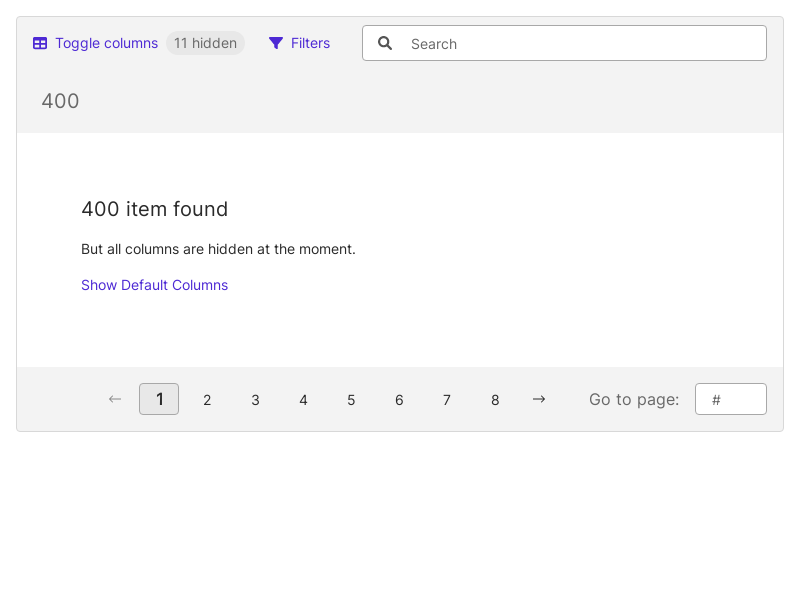 Toggle columns 11 hidden Filters Search
400
400 item found
But all columns are hidden at the moment.
Show Default Columns
← 1 2 3 4 5 6 7 8 → Go to page: #